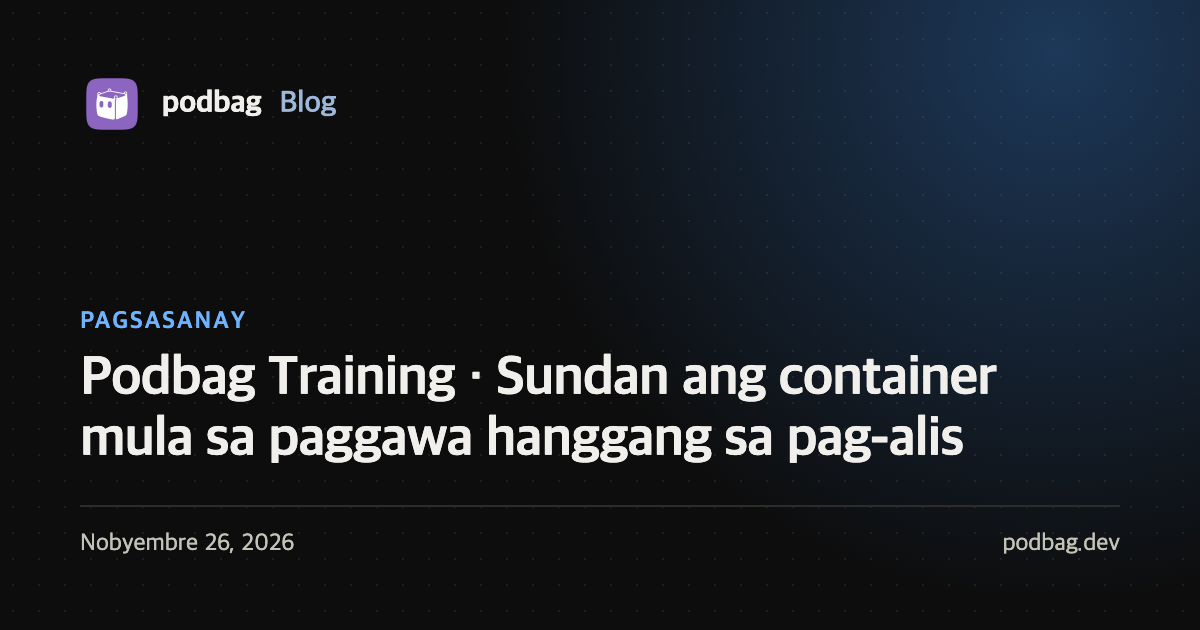 podbag Blog
PAGSASANAY
Podbag Training · Sundan ang container
mula sa paggawa hanggang sa pag-alis
Nobyembre 26, 2026
podbag.dev